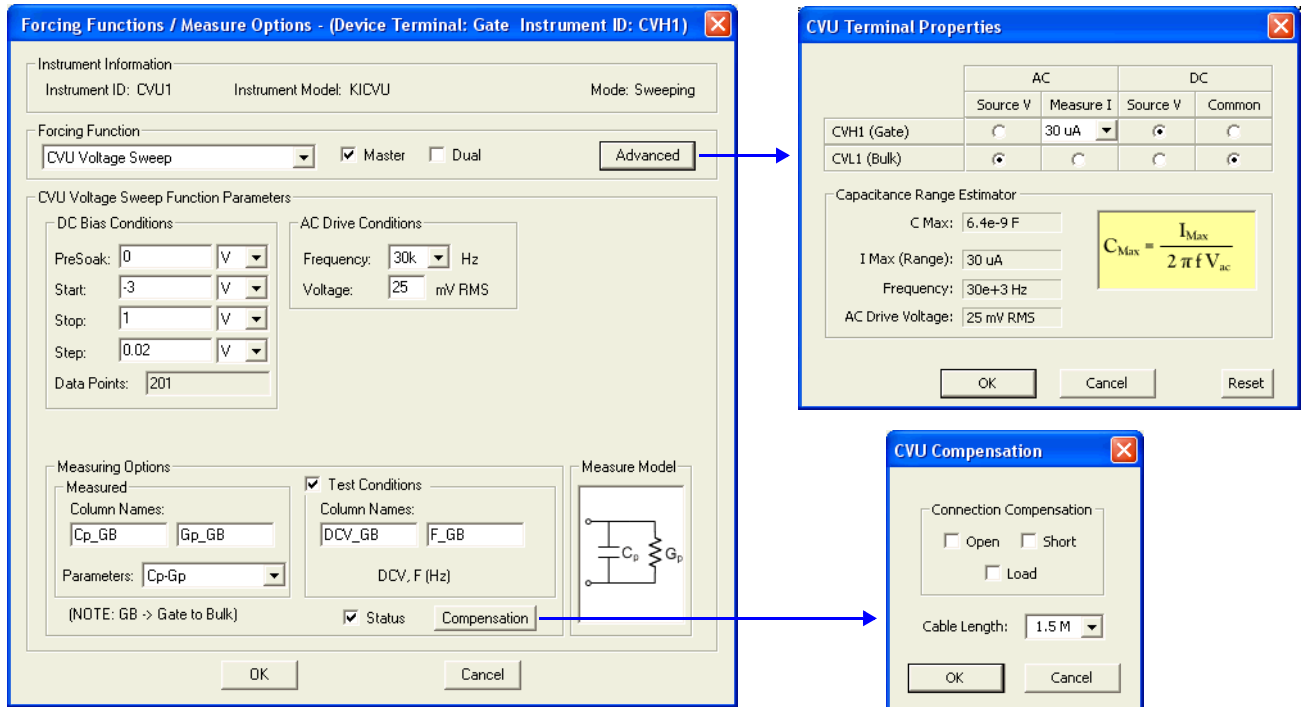 Forcing Functions / Measure Options - (Device Terminal: Gate Instrument ID: CVH1)
Instrument Information
Instrument ID: CVU1 Instrument Model: KICVU Mode: Sweeping
Forcing Function
CVU Voltage Sweep Master Dual Advanced
CVU Voltage Sweep Function Parameters
DC Bias Conditions
PreSoak: 0 V
Start: -3 V
Stop: 1 V
Step: 0.02 V
Data Points: 201
AC Drive Conditions
Frequency: 30k Hz
Voltage: 25 mV RMS
Measuring Options
Measured
Column Names:
Cp_GB Gp_GB
Parameters: Cp-Gp
(NOTE: GB -> Gate to Bulk)
Test Conditions
Column Names:
DCV_GB F_GB
DCV, F (Hz)
Status Compensation
Measure Model
Cp Gp
OK Cancel
CVU Terminal Properties
AC DC
Source V Measure I Source V Common
CVH1 (Gate) 30 uA
CVL1 (Bulk)
Capacitance Range Estimator
C Max: 6.4e-9 F
I Max (Range): 30 uA
Frequency: 30e+3 Hz
AC Drive Voltage: 25 mV RMS
CMax = IMax / 2 π f Vac
OK Cancel Reset
CVU Compensation
Connection Compensation
Open Short
Load
Cable Length: 1.5 M
OK Cancel